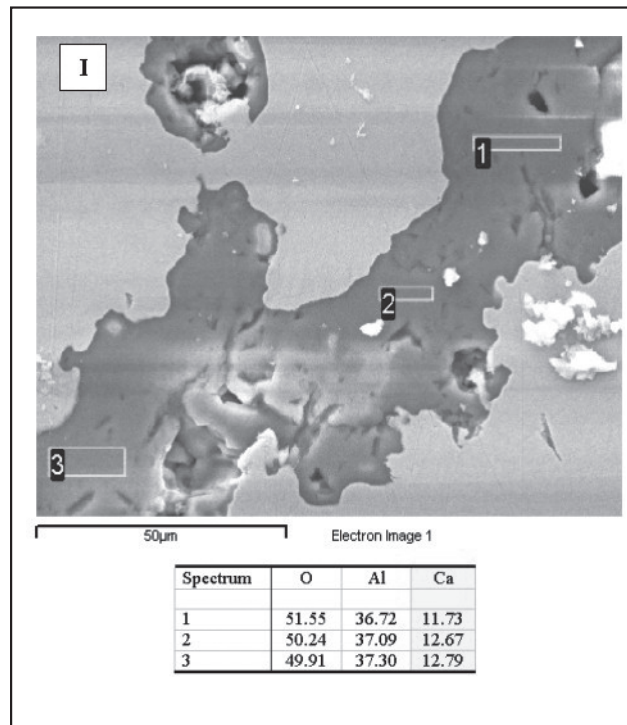 I
1
2
3
50µm Electron Image 1
Spectrum O Al Ca
1 51.55 36.72 11.73
2 50.24 37.09 12.67
3 49.91 37.30 12.79